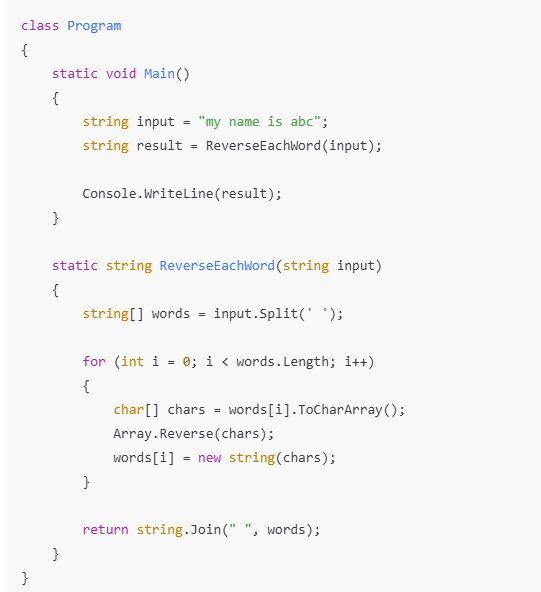 class Program
{
    static void Main()
    {
        string input = "my name is abc";
        string result = ReverseEachWord(input);

        Console.WriteLine(result);
    }

    static string ReverseEachWord(string input)
    {
        string[] words = input.Split(' ');

        for (int i = 0; i < words.Length; i++)
        {
            char[] chars = words[i].ToCharArray();
            Array.Reverse(chars);
            words[i] = new string(chars);
        }

        return string.Join(" ", words);
    }
}